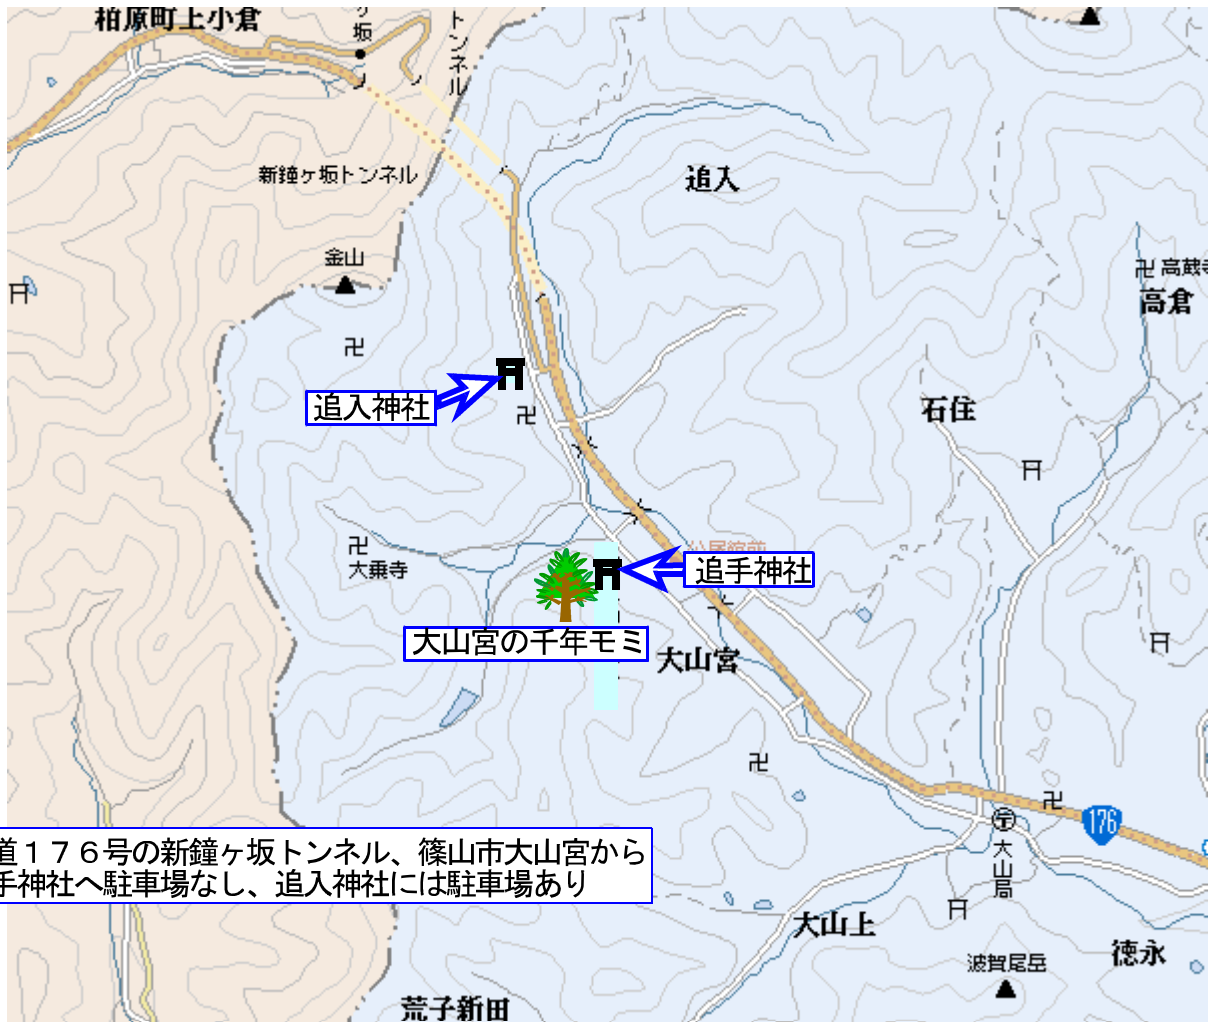 柏原町上小倉
ヶ坂
トンネル
新鐘ヶ坂トンネル
追入
金山
高蔵寺
高倉
追入神社
石住
大乗寺
追手神社
大山宮の千年モミ
大山宮
176
道１７６号の新鐘ヶ坂トンネル、篠山市大山宮から
手神社へ駐車場なし、追入神社には駐車場あり
大山局
大山上
徳永
波賀尾岳
荒子新田